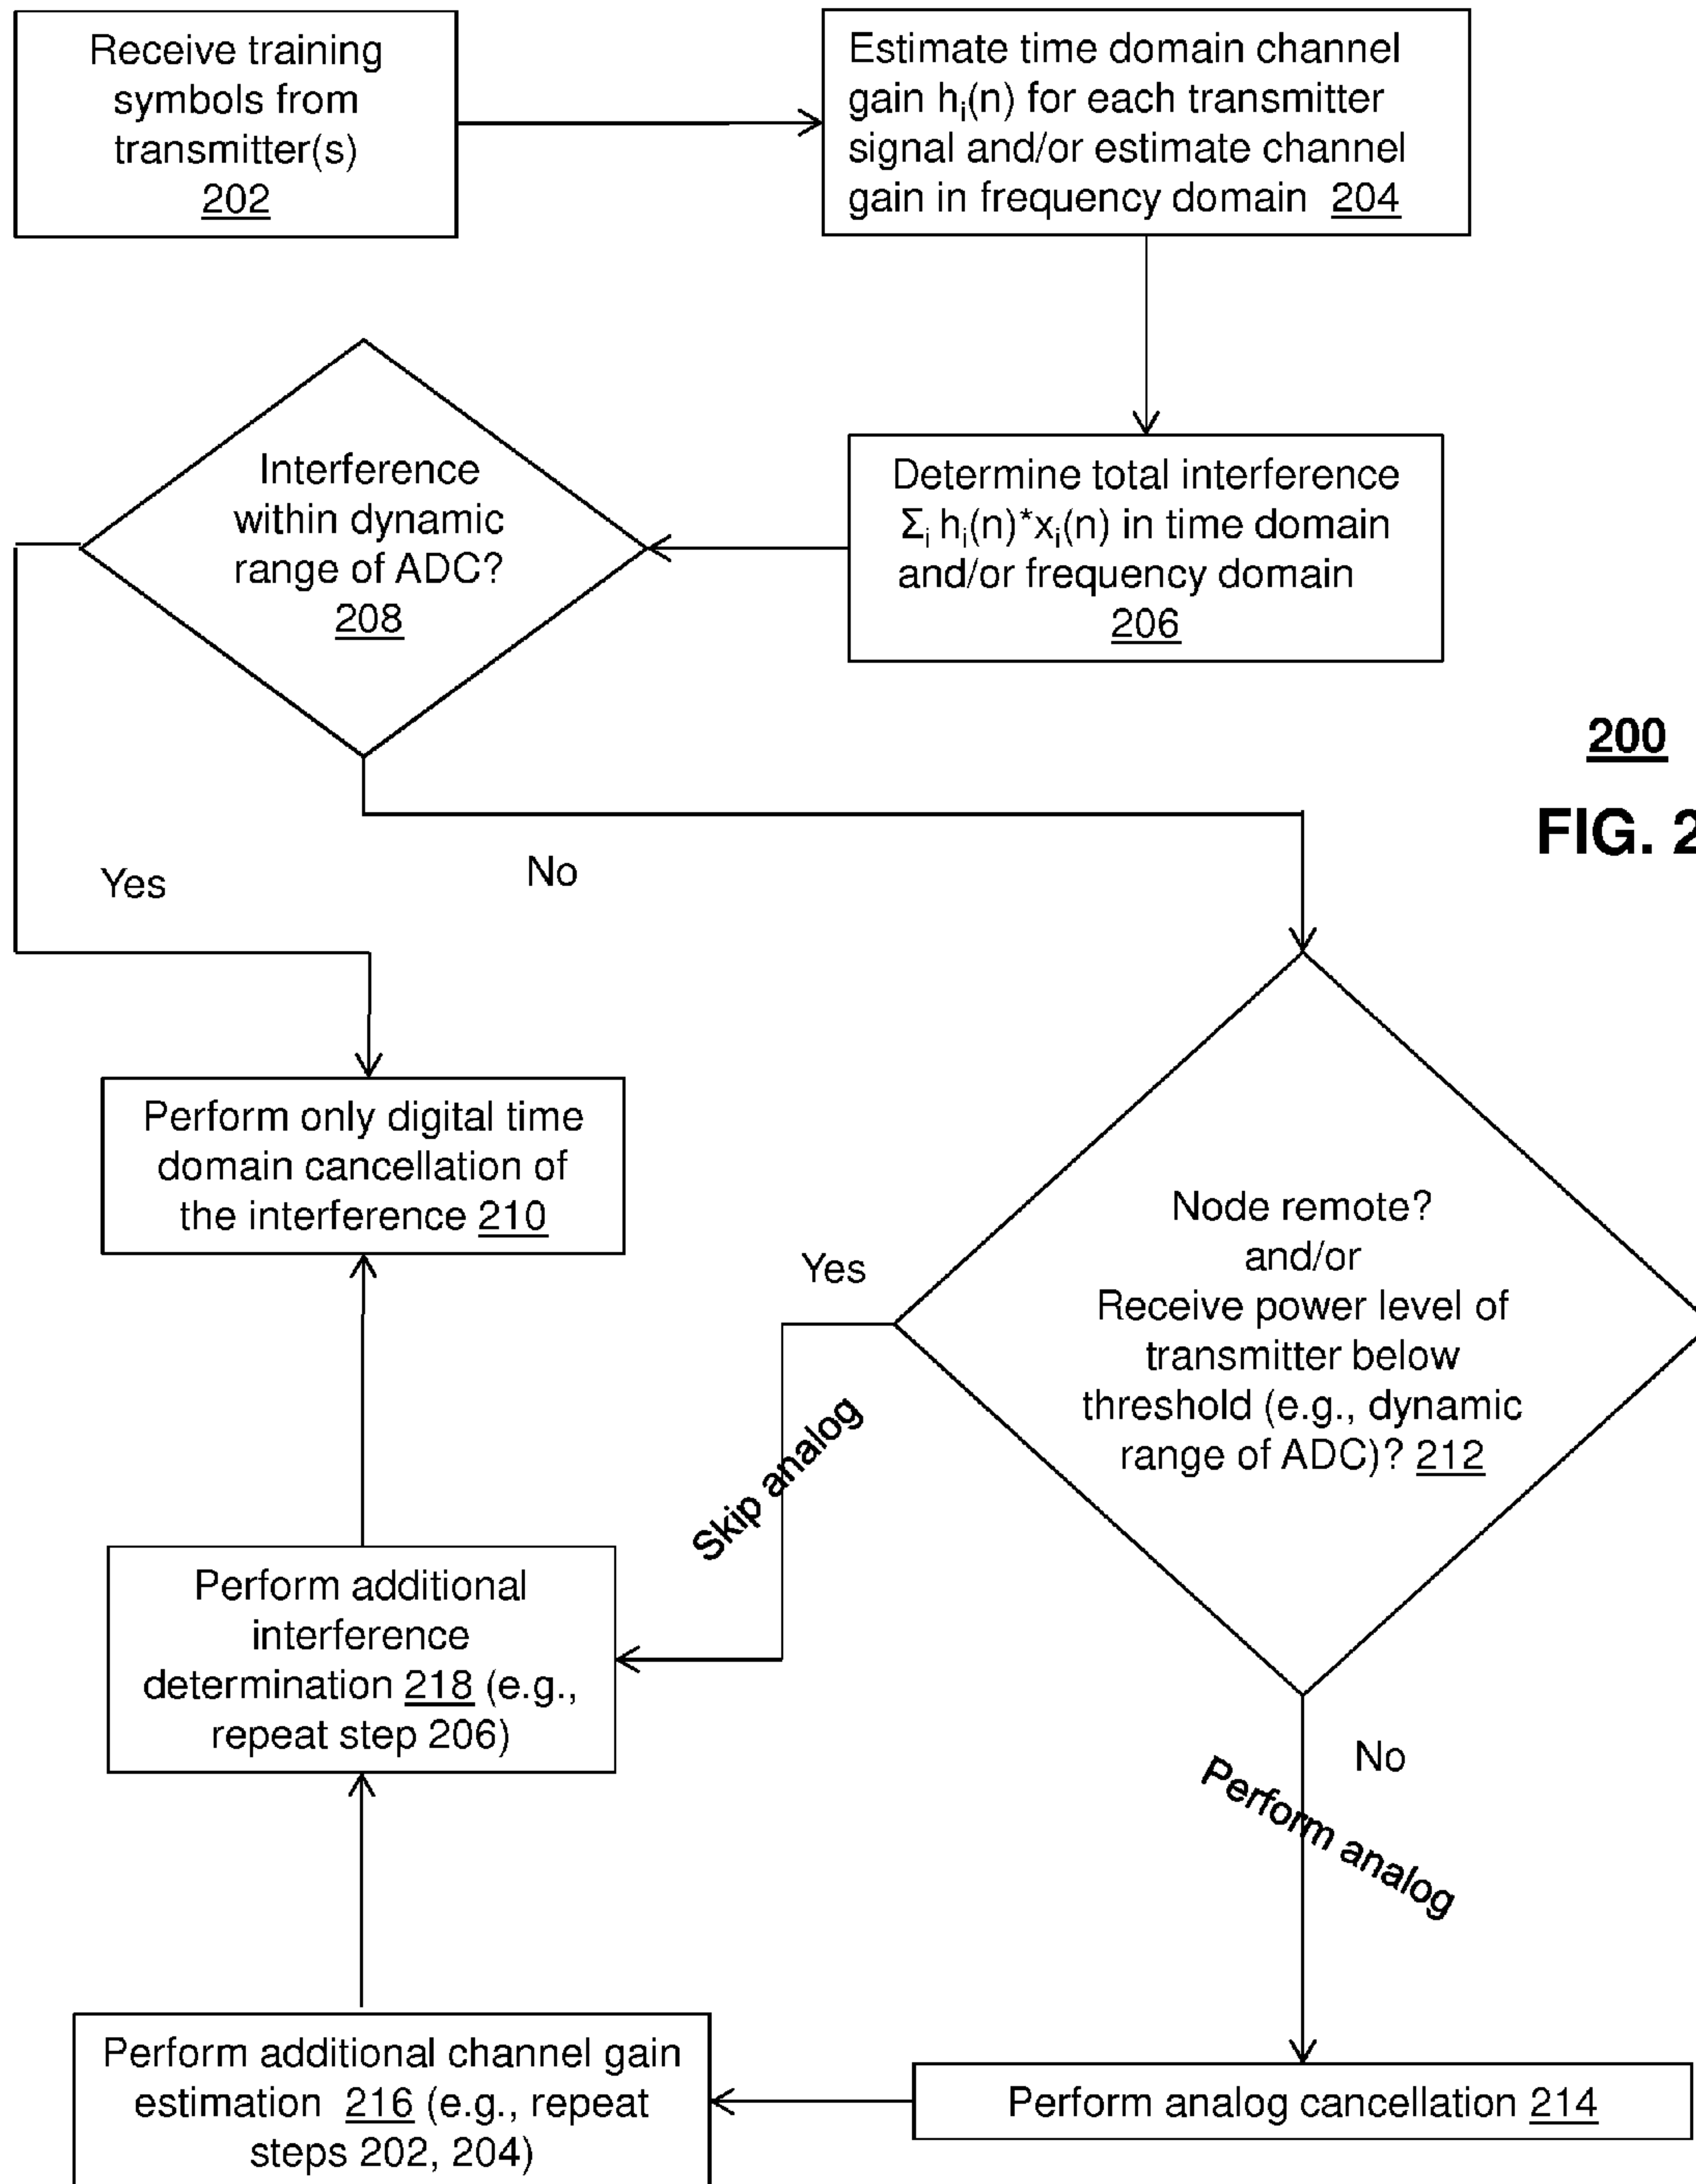 Receive training
symbols from
transmitter(s)
202
Estimate time domain channel
gain hᵢ(n) for each transmitter
signal and/or estimate channel
gain in frequency domain 204
Interference
within dynamic
range of ADC?
208
Determine total interference
Σᵢ hᵢ(n)*xᵢ(n) in time domain
and/or frequency domain
206
200
FIG. 2
Yes
No
Perform only digital time
domain cancellation of
the interference 210
Node remote?
and/or
Receive power level of
transmitter below
threshold (e.g., dynamic
range of ADC)? 212
Yes
Skip analog
Perform additional
interference
determination 218 (e.g.,
repeat step 206)
No
Perform analog
Perform additional channel gain
estimation 216 (e.g., repeat
steps 202, 204)
Perform analog cancellation 214